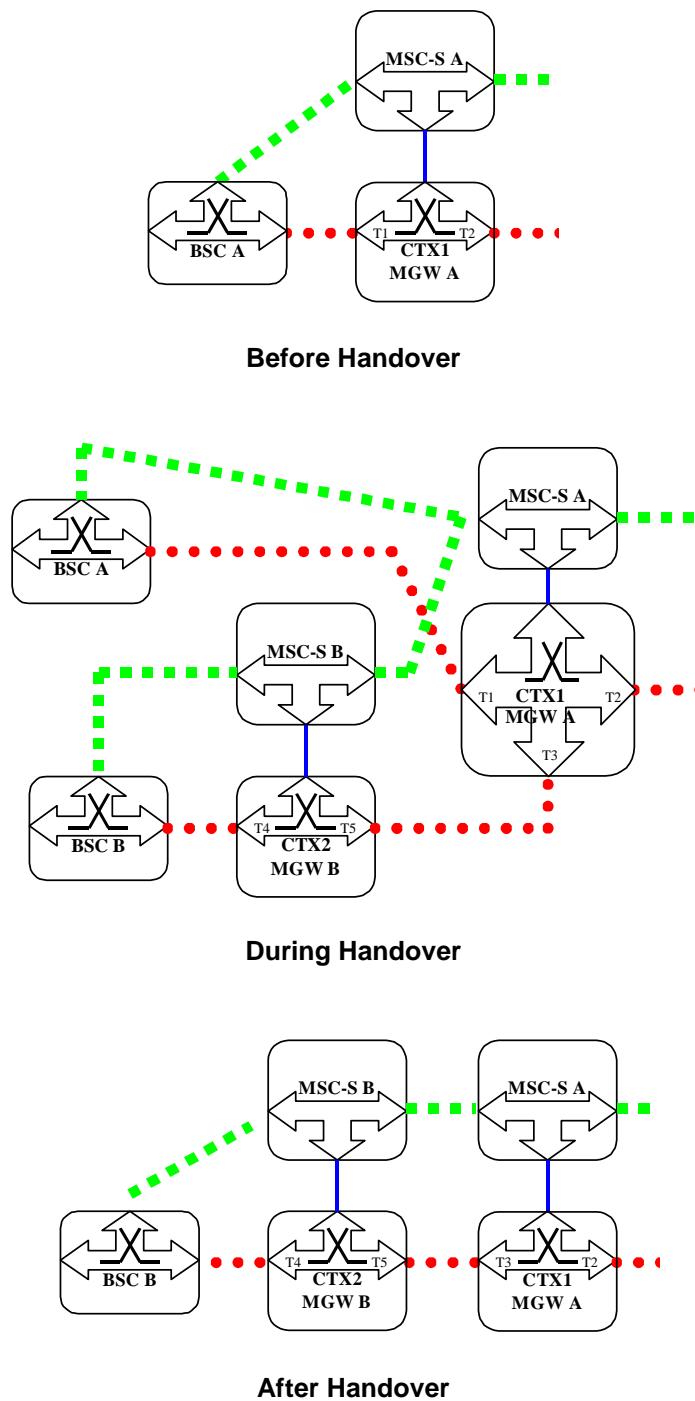 MSC-S A
T1
T2
BSC A
CTX1
MGW A
Before Handover
MSC-S A
BSC A
MSC-S B
T1
CTX1
T2
MGW A
T3
T4
T5
BSC B
CTX2
MGW B
During Handover
MSC-S B
MSC-S A
T4
T5
T3
T2
BSC B
CTX2
CTX1
MGW B
MGW A
After Handover